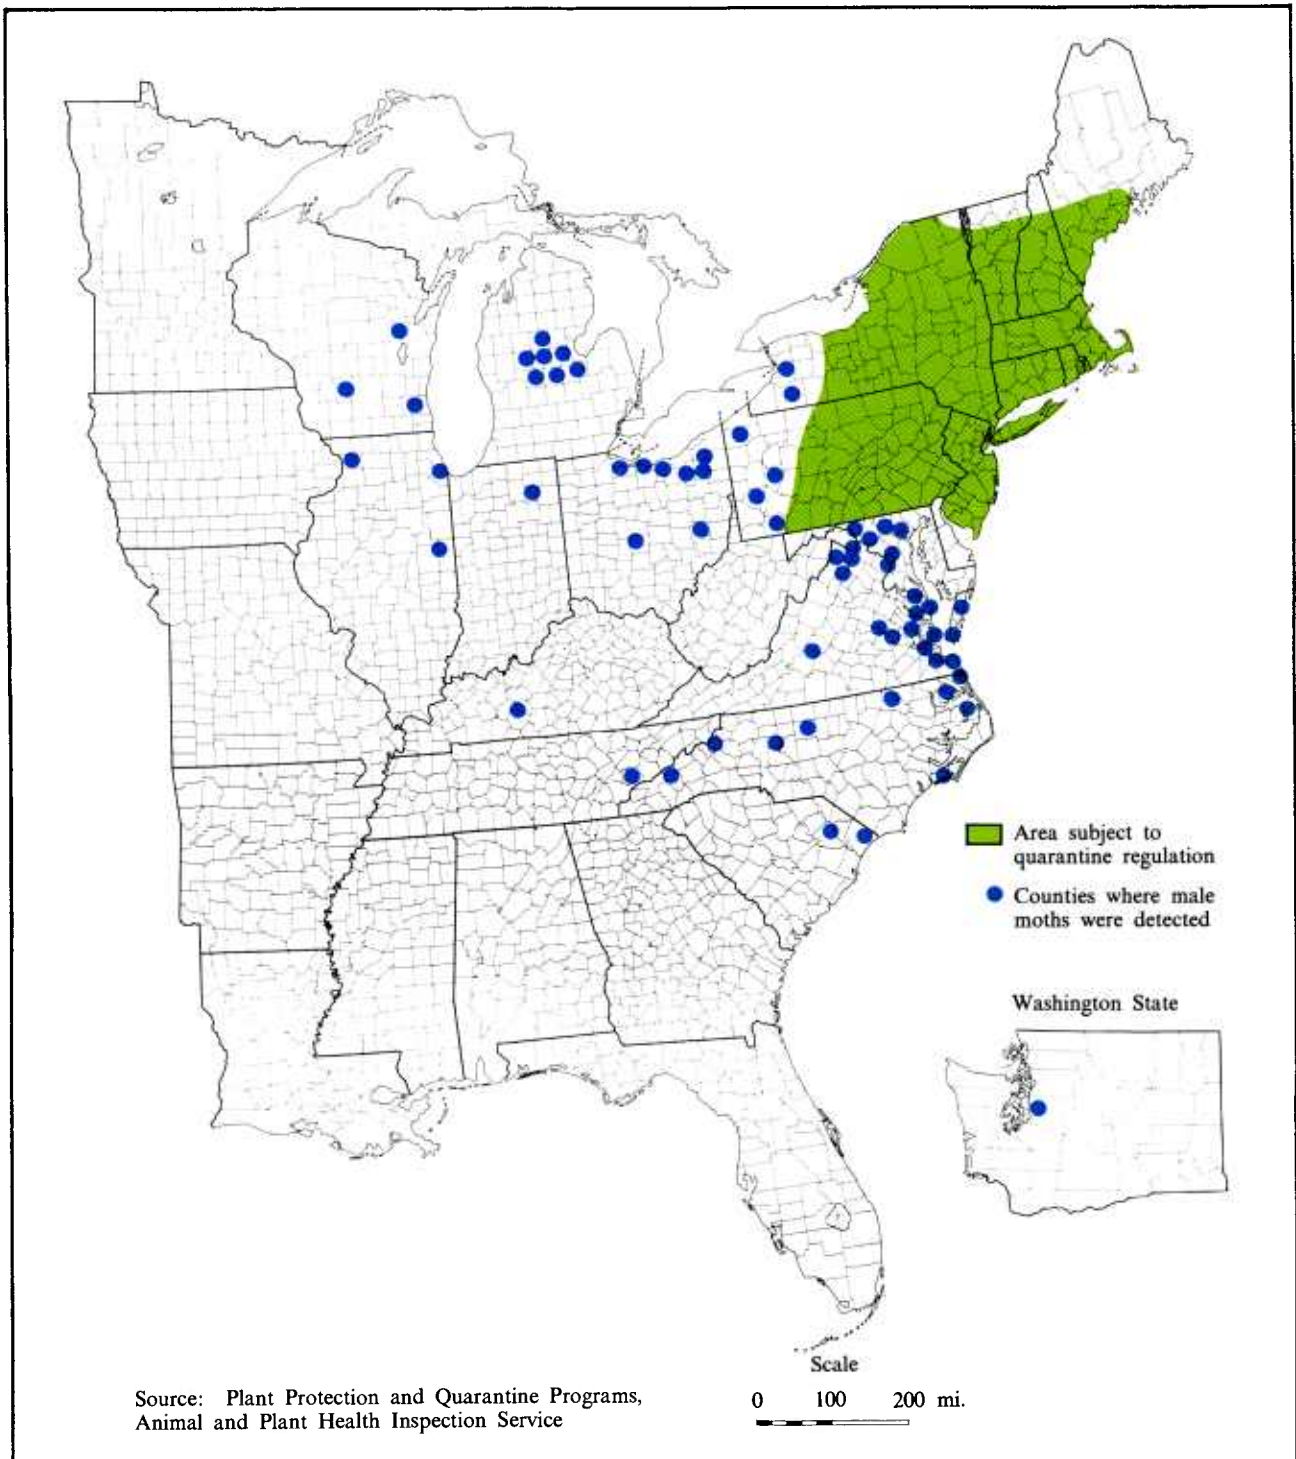 Area subject to
quarantine regulation
Counties where male
moths were detected
Washington State
Scale
0 100 200 mi.
Source: Plant Protection and Quarantine Programs,
Animal and Plant Health Inspection Service